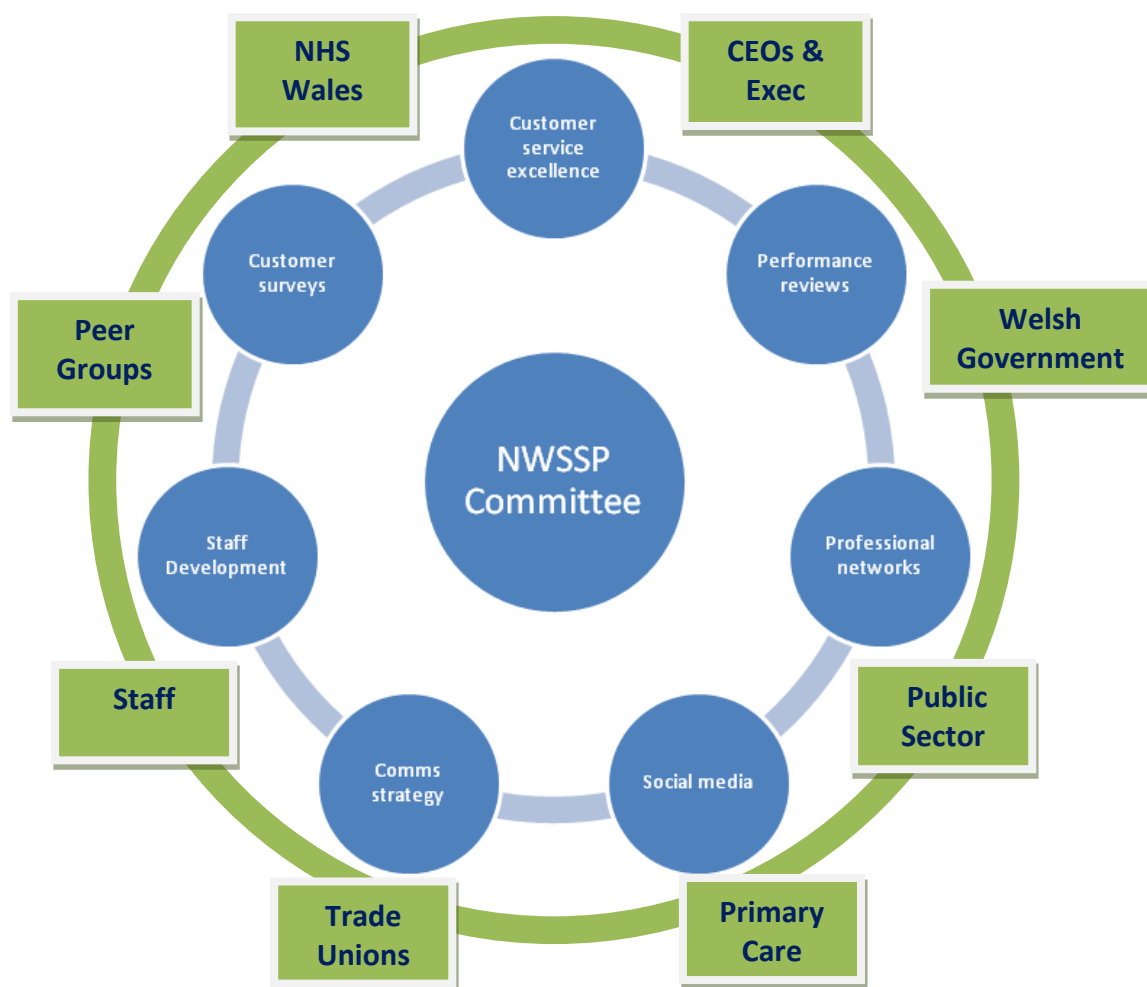 NHS
Wales
CEOs &
Exec
Customer
service
excellence
Customer
surveys
Performance
reviews
Peer
Groups
Welsh
Government
NWSSP
Committee
Staff
Development
Professional
networks
Staff
Public
Sector
Comms
strategy
Social media
Trade
Unions
Primary
Care